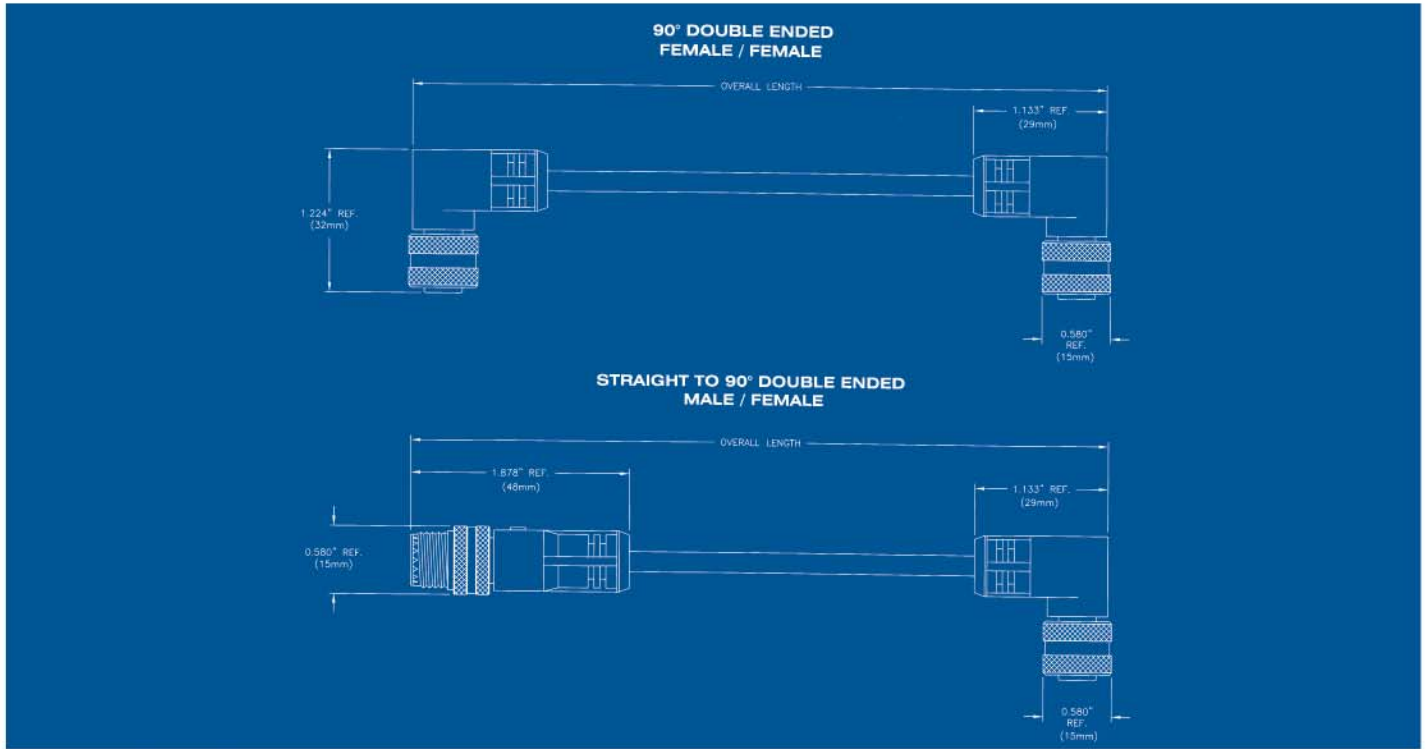 90° DOUBLE ENDED
FEMALE / FEMALE
OVERALL LENGTH
1.133" REF.
(29mm)
1.224" REF.
(32mm)
0.580"
REF.
(15mm)
STRAIGHT TO 90° DOUBLE ENDED
MALE / FEMALE
OVERALL LENGTH
1.878" REF.
(48mm)
1.133" REF.
(29mm)
0.580" REF.
(15mm)
0.580"
REF.
(15mm)